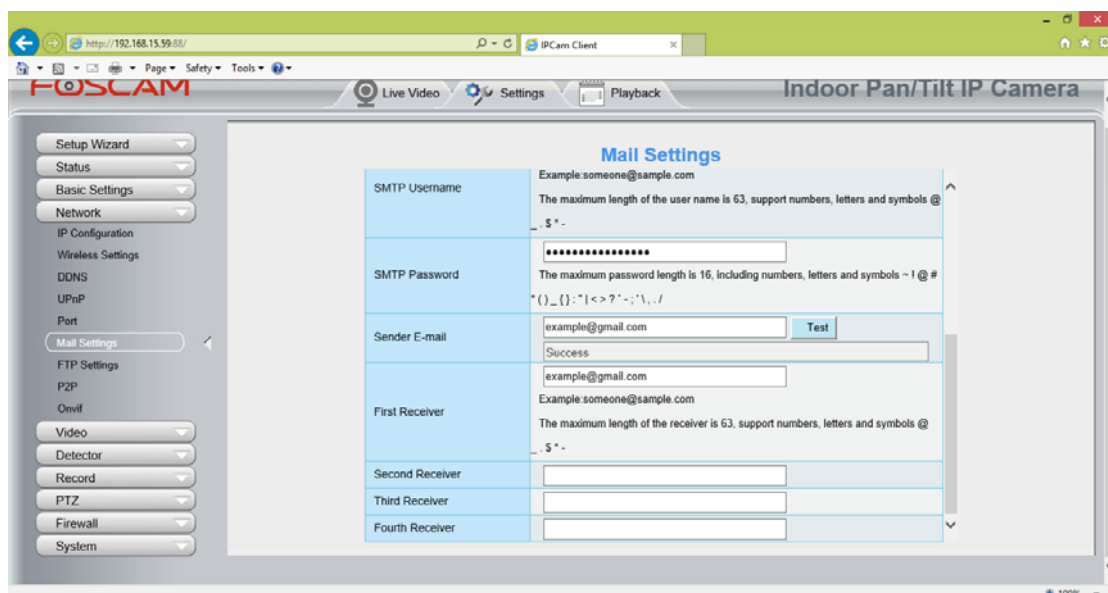 http://192.168.15.59:88/
IPCam Client
Page Safety Tools
FOSCAM
Live Video
Settings
Playback
Indoor Pan/Tilt IP Camera
Setup Wizard
Status
Basic Settings
Network
IP Configuration
Wireless Settings
DDNS
UPnP
Port
Mail Settings
FTP Settings
P2P
Onvif
Video
Detector
Record
PTZ
Firewall
System
Mail Settings
SMTP Username
Example:someone@sample.com
The maximum length of the user name is 63, support numbers, letters and symbols @
_ . $ * -
SMTP Password
••••••••••••••••
The maximum password length is 16, including numbers, letters and symbols ~ ! @ #
* ( ) _ { } : " | < > ? ` - ; ' \ , . /
Sender E-mail
example@gmail.com
Test
Success
First Receiver
example@gmail.com
Example:someone@sample.com
The maximum length of the receiver is 63, support numbers, letters and symbols @
_ . $ * -
Second Receiver
Third Receiver
Fourth Receiver
100%